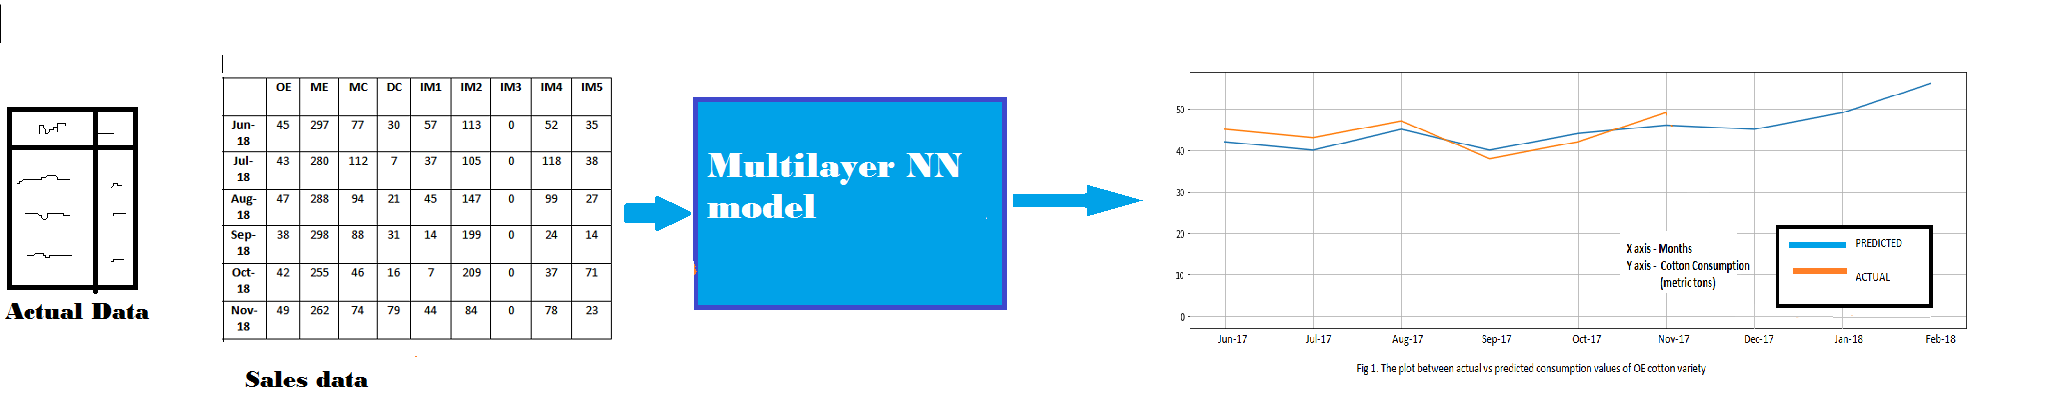 OE ME MC DC IM1 IM2 IM3 IM4 IM5
Jun-
18 45 297 77 30 57 113 0 52 35
Jul-
18 43 280 112 7 37 105 0 118 38
Aug-
18 47 288 94 21 45 147 0 99 27
Sep-
18 38 298 88 31 14 199 0 24 14
Oct-
18 42 255 46 16 7 209 0 37 71
Nov-
18 49 262 74 79 44 84 0 78 23
Actual Data
Sales data
Multilayer NN
model
50
40
30
20
10
0
X axis - Months
Y axis - Cotton Consumption
(metric tons)
PREDICTED
ACTUAL
Jun-17 Jul-17 Aug-17 Sep-17 Oct-17 Nov-17 Dec-17 Jan-18 Feb-18
Fig 1. The plot between actual vs predicted consumption values of OE cotton variety